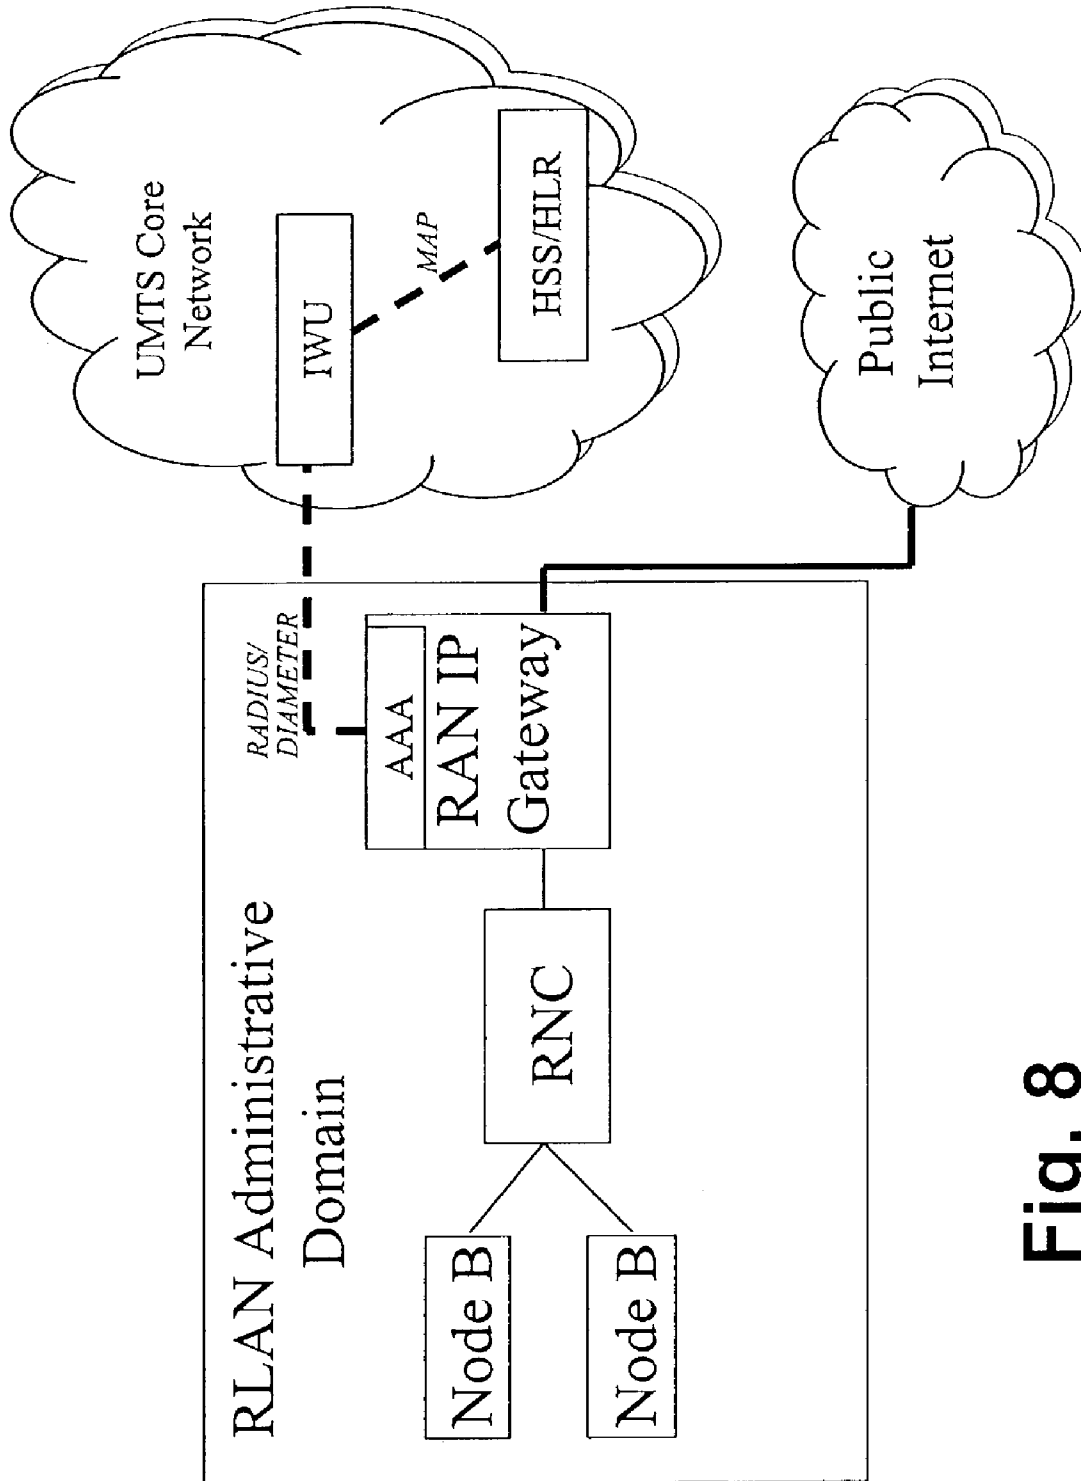 RLAN Administrative
Domain
Node B
Node B
RNC
AAA
RAN IP
Gateway
RADIUS/
DIAMETER
UMTS Core
Network
IWU
MAP
HSS/HLR
Public
Internet
Fig. 8